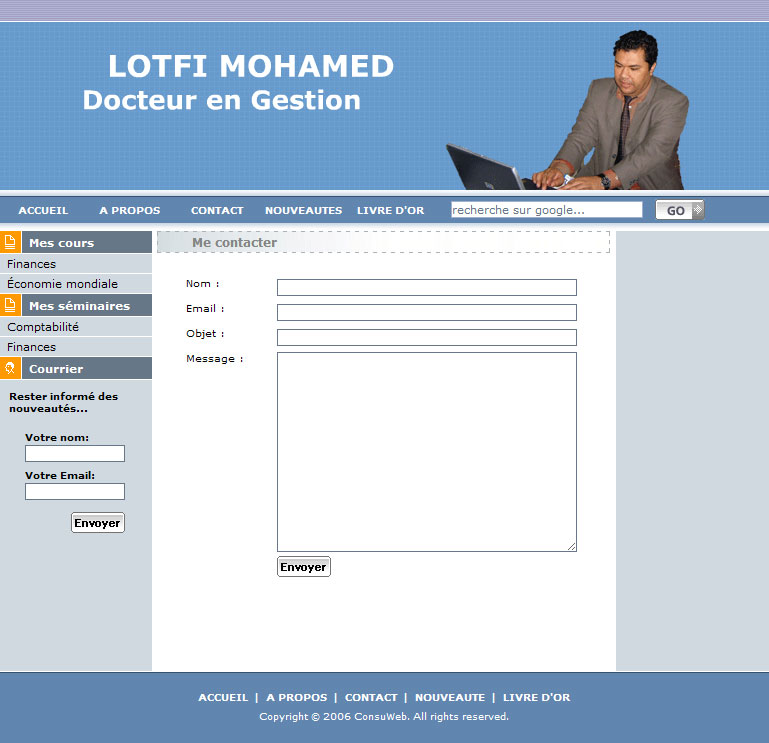 LOTFI MOHAMED
Docteur en Gestion
ACCUEIL A PROPOS CONTACT NOUVEAUTES LIVRE D'OR recherche sur google... GO
Mes cours
Finances
Économie mondiale
Mes séminaires
Comptabilité
Finances
Courrier
Rester informé des
nouveautés...
Votre nom:
Votre Email:
Envoyer
Me contacter
Nom :
Email :
Objet :
Message :
Envoyer
ACCUEIL | A PROPOS | CONTACT | NOUVEAUTE | LIVRE D'OR
Copyright © 2006 ConsuWeb. All rights reserved.